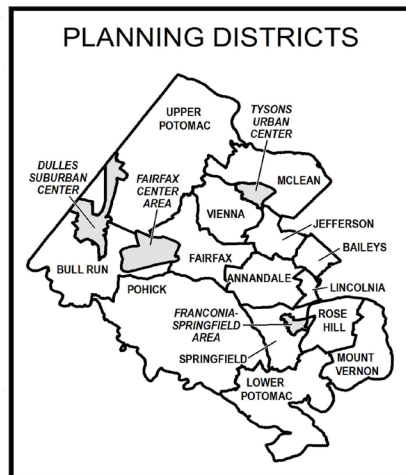 PLANNING DISTRICTS
UPPER
POTOMAC
TYSONS
URBAN
CENTER
DULLES
SUBURBAN
CENTER
FAIRFAX
CENTER
AREA
MCLEAN
VIENNA
JEFFERSON
BAILEYS
BULL RUN
FAIRFAX
ANNANDALE
LINCOLNIA
POHICK
FRANCONIA-
SPRINGFIELD
AREA
ROSE
HILL
SPRINGFIELD
MOUNT
VERNON
LOWER
POTOMAC